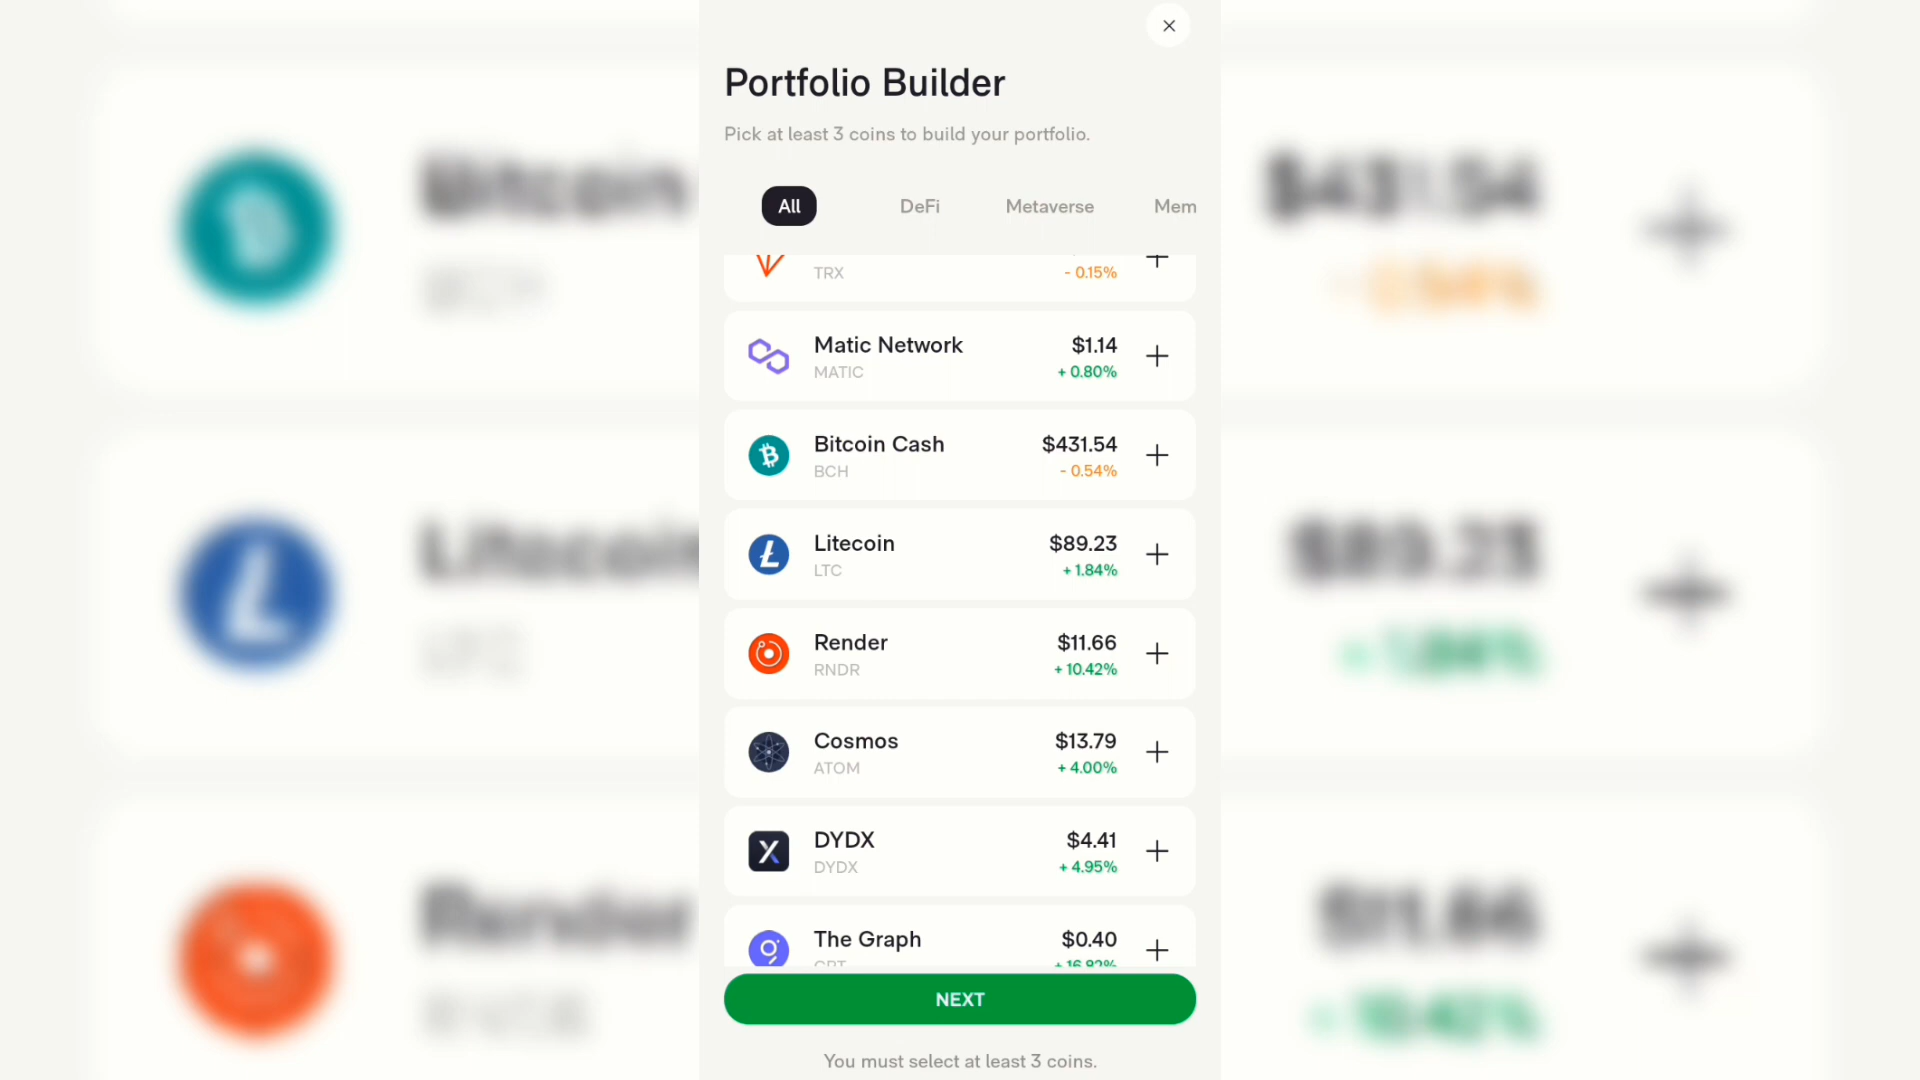 Portfolio Builder
Pick at least 3 coins to build your portfolio.
All DeFi Metaverse Mem
TRX - 0.15%
Matic Network $1.14
MATIC + 0.80%
Bitcoin Cash $431.54
BCH - 0.54%
Litecoin $89.23
LTC + 1.84%
Render $11.66
RNDR + 10.42%
Cosmos $13.79
ATOM + 4.00%
DYDX $4.41
DYDX + 4.95%
The Graph $0.40
GRT + 16.82%
NEXT
You must select at least 3 coins.